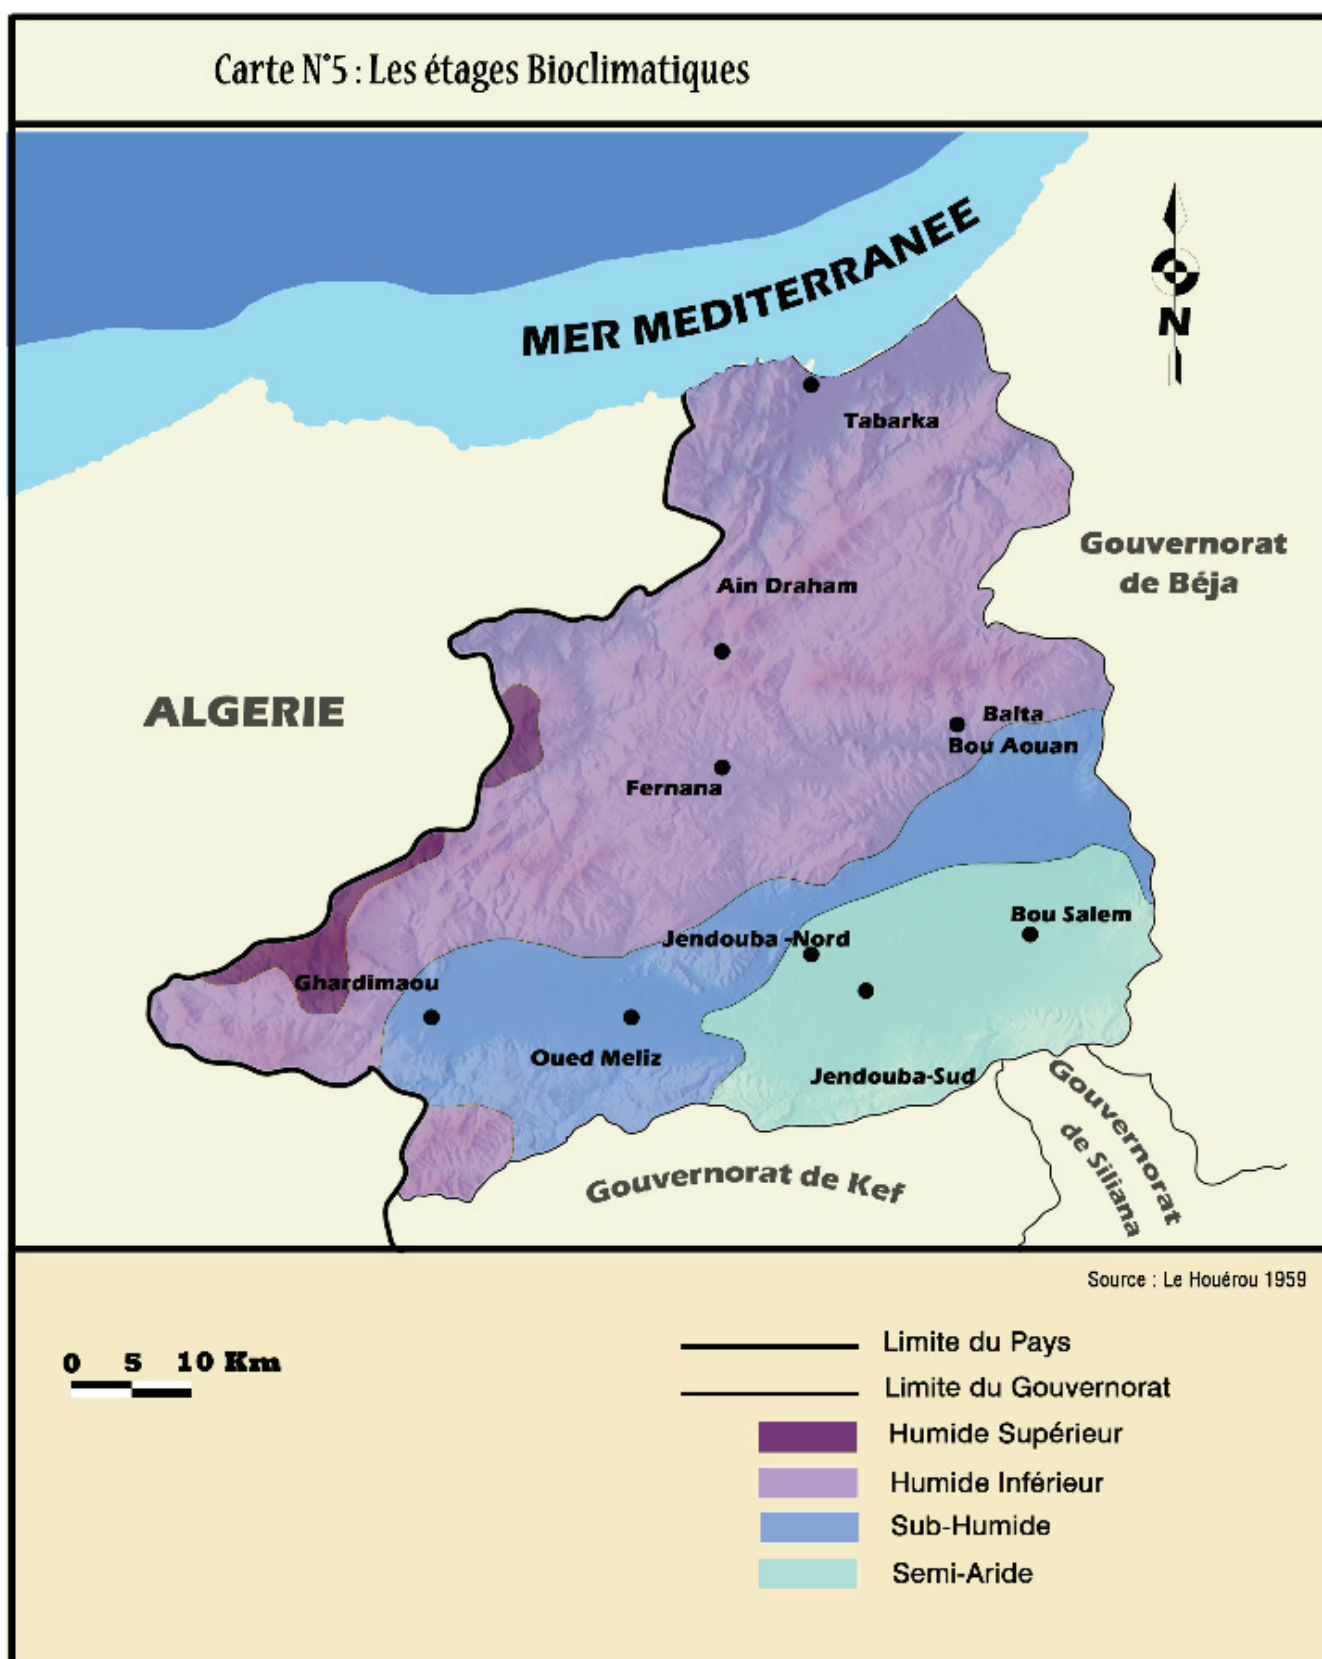 Carte N°5 : Les étages Bioclimatiques
MER MEDITERRANEE
N
Tabarka
Gouvernorat
de Béja
Ain Draham
ALGERIE
Balta
Bou Aouan
Fernana
Bou Salem
Jendouba -Nord
Ghardimaou
Oued Meliz
Jendouba-Sud
Gouvernorat
de Siliana
Gouvernorat de Kef
Source : Le Houérou 1959
0 5 10 Km
Limite du Pays
Limite du Gouvernorat
Humide Supérieur
Humide Inférieur
Sub-Humide
Semi-Aride